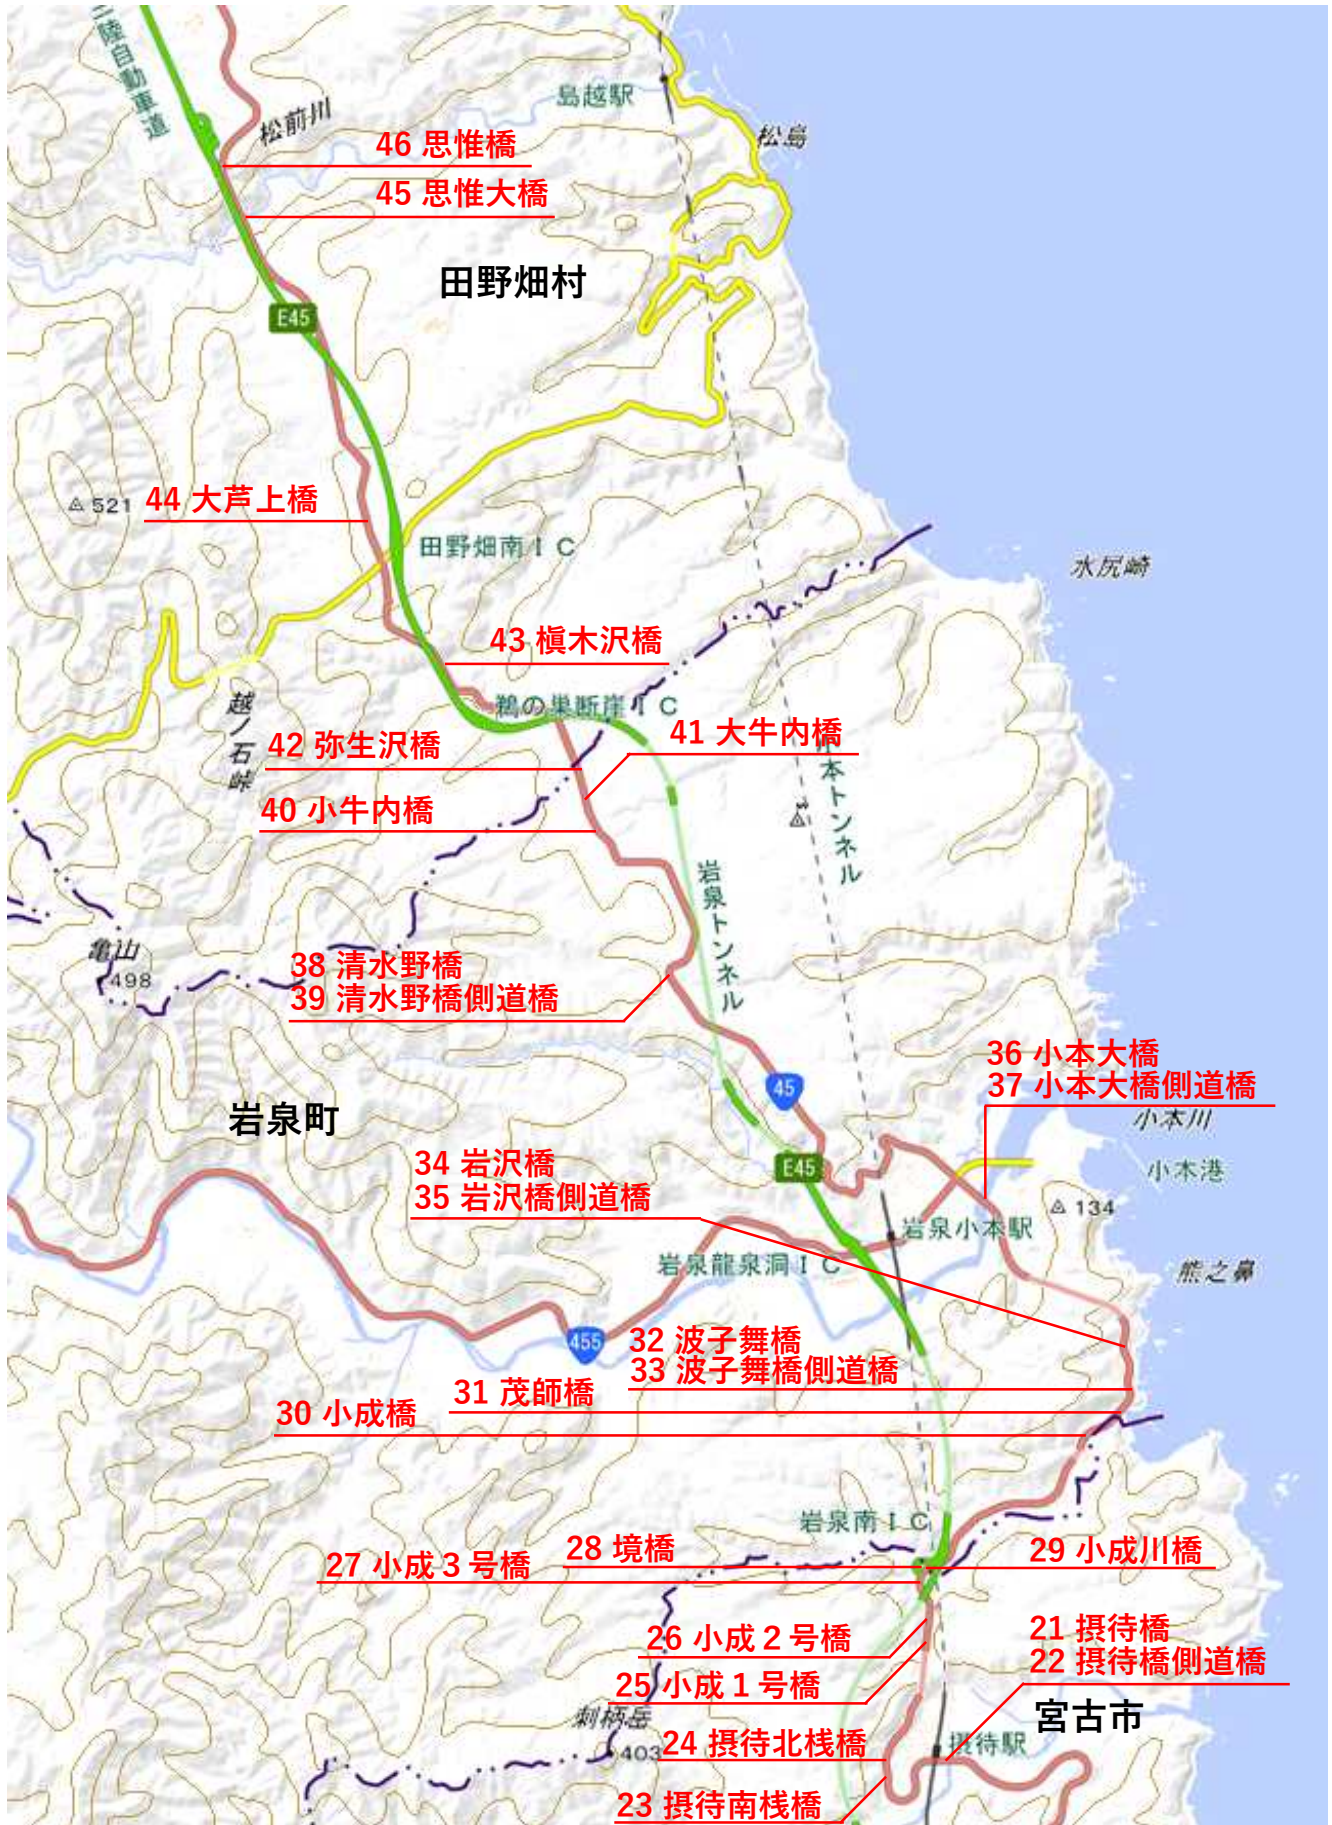 三陸自動車道
松前川
島越駅
松島
46 思惟橋
45 思惟大橋
田野畑村
E45
521
44 大芦上橋
田野畑南IC
水尻崎
43 槇木沢橋
越ノ石峠
鵜の巣断崖IC
42 弥生沢橋
41 大牛内橋
小本トンネル
40 小牛内橋
岩泉トンネル
亀山
498
38 清水野橋
39 清水野橋側道橋
36 小本大橋
37 小本大橋側道橋
45
小本川
岩泉町
34 岩沢橋
35 岩沢橋側道橋
E45
小本港
134
岩泉小本駅
岩泉龍泉洞IC
熊之鼻
455
32 波子舞橋
33 波子舞橋側道橋
31 茂師橋
30 小成橋
岩泉南IC
28 境橋
29 小成川橋
27 小成3号橋
26 小成2号橋
21 摂待橋
22 摂待橋側道橋
25 小成1号橋
宮古市
刺柄岳
403
24 摂待北桟橋
摂待駅
23 摂待南桟橋